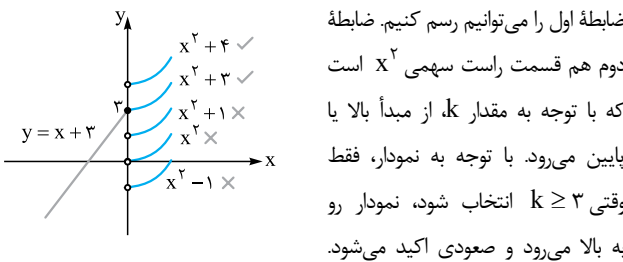 ضابطهٔ اول را می‌توانیم رسم کنیم. ضابطهٔ
دوم هم قسمت راست سهمی x² است
که با توجه به مقدار k، از مبدأ بالا یا
پایین می‌رود. با توجه به نمودار، فقط
وقتی k ≥ ۳ انتخاب شود، نمودار رو
به بالا می‌رود و صعودی اکید می‌شود.
y
x² + ۴ ✓
x² + ۳ ✓
۳
x² + ۱ ×
y = x + ۳
x² ×
x
x² − ۱ ×